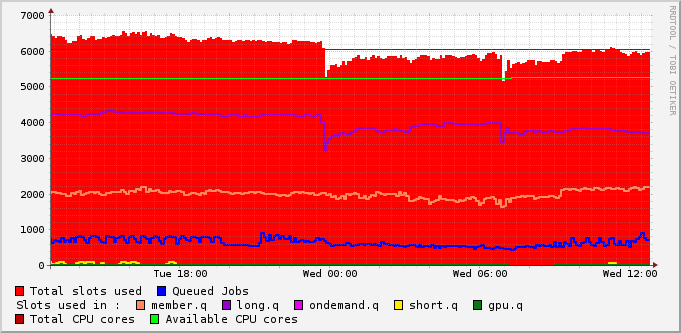 7000
6000
5000
4000
3000
2000
1000
0
Tue 18:00 Wed 00:00 Wed 06:00 Wed 12:00
Total slots used Queued Jobs
Slots used in : member.q long.q ondemand.q short.q gpu.q
Total CPU cores Available CPU cores
RRDTOOL / TOBI OETIKER